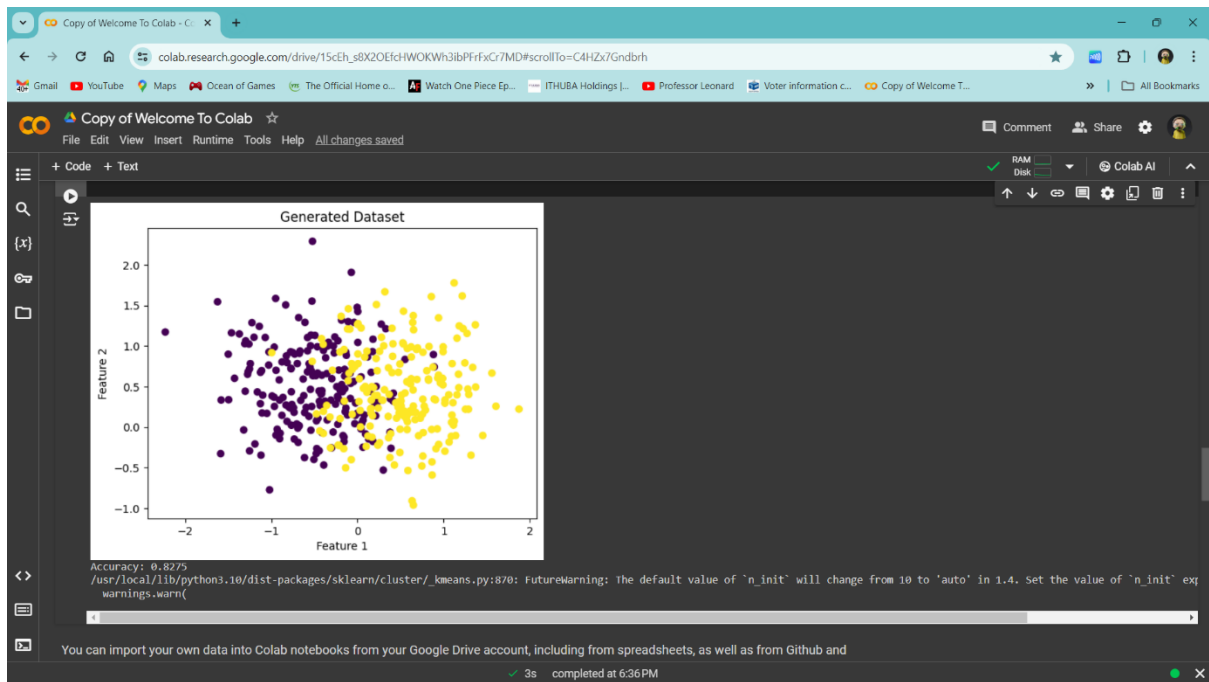 Copy of Welcome To Colab - Co
colab.research.google.com/drive/15cEh_s8X2OEfcHWOKWh3ibPFrFxCr7MD#scrollTo=C4HZx7Gndbrh
Gmail YouTube Maps Ocean of Games The Official Home o... Watch One Piece Ep... ITHUBA Holdings |... Professor Leonard Voter information c... Copy of Welcome T... » All Bookmarks
Copy of Welcome To Colab
File Edit View Insert Runtime Tools Help All changes saved
Comment Share
+ Code + Text
RAM
Disk
Colab AI
{x}
Generated Dataset
2.0
1.5
1.0
0.5
0.0
−0.5
−1.0
Feature 2
−2 −1 0 1 2
Feature 1
Accuracy: 0.8275
/usr/local/lib/python3.10/dist-packages/sklearn/cluster/_kmeans.py:870: FutureWarning: The default value of `n_init` will change from 10 to 'auto' in 1.4. Set the value of `n_init` exp
warnings.warn(
You can import your own data into Colab notebooks from your Google Drive account, including from spreadsheets, as well as from Github and
3s completed at 6:36 PM